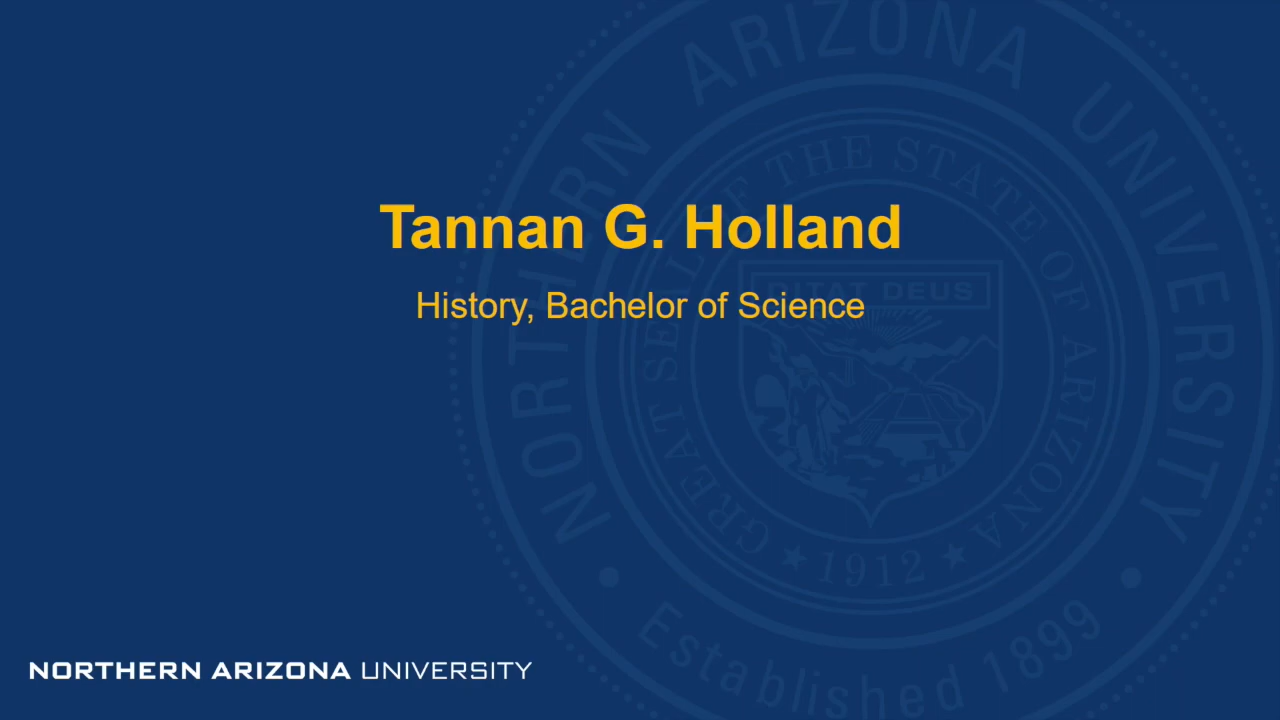 Tannan G. Holland
History, Bachelor of Science
NORTHERN ARIZONA UNIVERSITY
NORTHERN ARIZONA UNIVERSITY
GREAT SEAL OF THE STATE OF ARIZONA
DITAT DEUS
1912
Established 1899